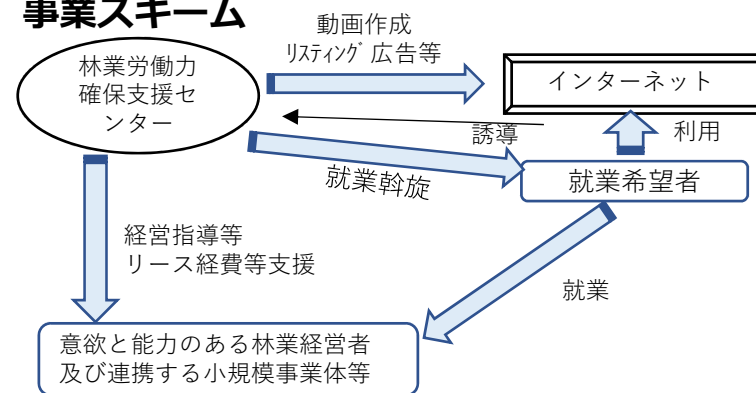 事業スキーム
動画作成
ﾘｽﾃｨﾝｸﾞ広告等
林業労働力
確保支援セ
ンター
インターネット
誘導
利用
就業斡旋
就業希望者
経営指導等
リース経費等支援
就業
意欲と能力のある林業経営者
及び連携する小規模事業体等